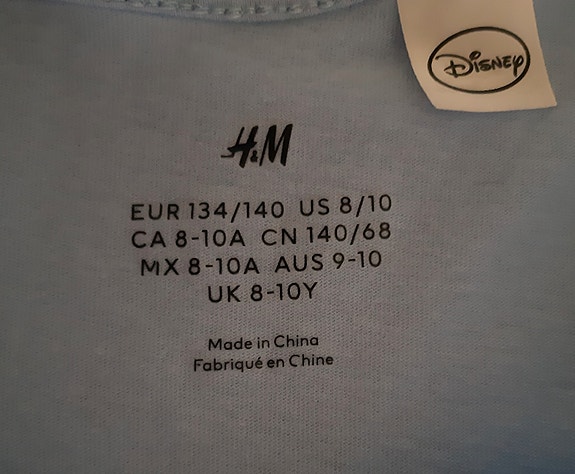 Disney
H&M
EUR 134/140 US 8/10
CA 8-10A CN 140/68
MX 8-10A AUS 9-10
UK 8-10Y
Made in China
Fabriqué en Chine